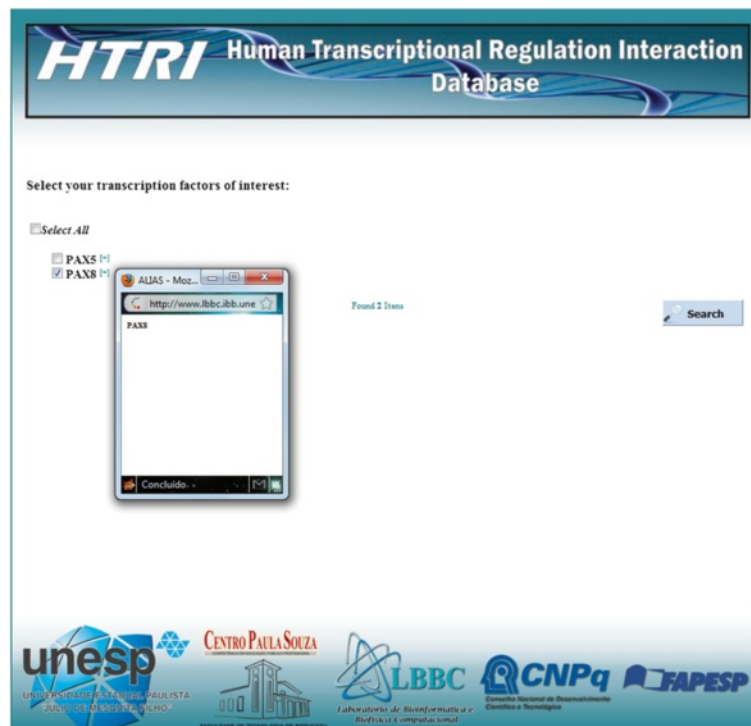 HTRI Human Transcriptional Regulation Interaction
Database
Select your transcription factors of interest:
Select All
PAX5 [+]
PAX8 [+]
ALIAS - Moz...
http://www.lbbc.ibb.une
PAX8
Found 2 Itens
Search
Concluído
unesp
UNIVERSIDADE ESTADUAL PAULISTA
"JÚLIO DE MESQUITA FILHO"
CENTRO PAULA SOUZA
LBBC
Laboratório de Bioinformática e
Biofísica Computacional
CNPq
Conselho Nacional de Desenvolvimento
Científico e Tecnológico
FAPESP